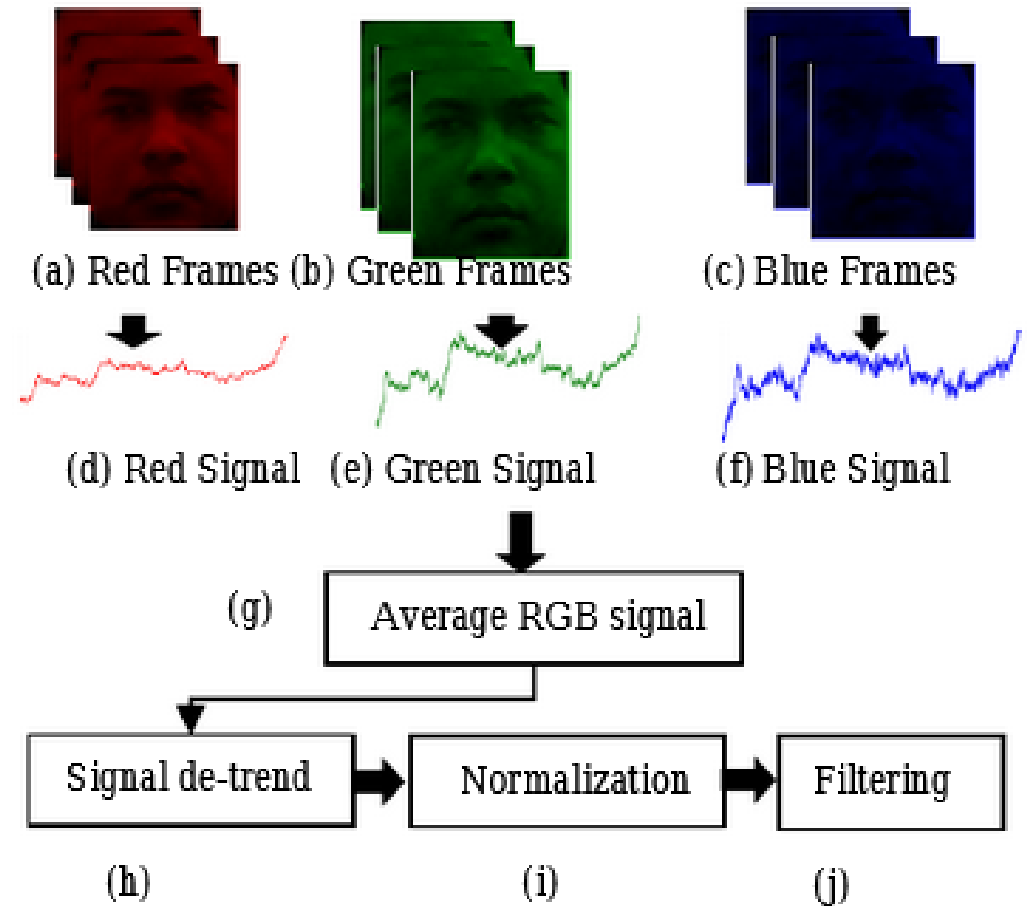 (a) Red Frames (b) Green Frames (c) Blue Frames
(d) Red Signal (e) Green Signal (f) Blue Signal
(g) Average RGB signal
Signal de-trend Normalization Filtering
(h) (i) (j)